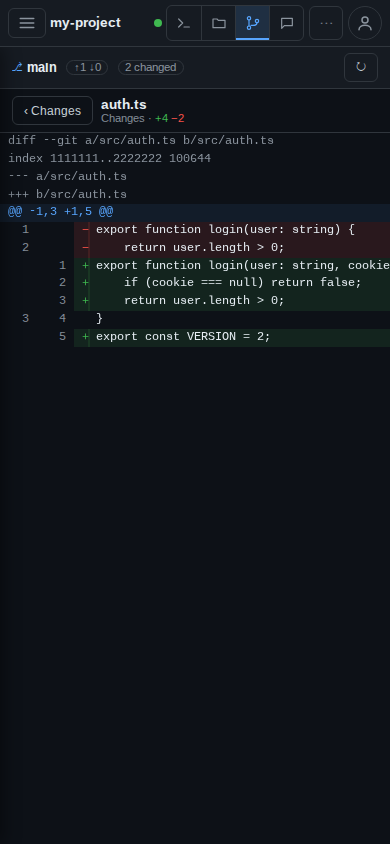 my-project
main ↑1 ↓0 2 changed
‹ Changes
auth.ts
Changes · +4 −2
diff --git a/src/auth.ts b/src/auth.ts
index 1111111..2222222 100644
--- a/src/auth.ts
+++ b/src/auth.ts
@@ -1,3 +1,5 @@
1 − export function login(user: string) {
2 − return user.length > 0;
1 + export function login(user: string, cookie
2 + if (cookie === null) return false;
3 + return user.length > 0;
3 4 }
5 + export const VERSION = 2;